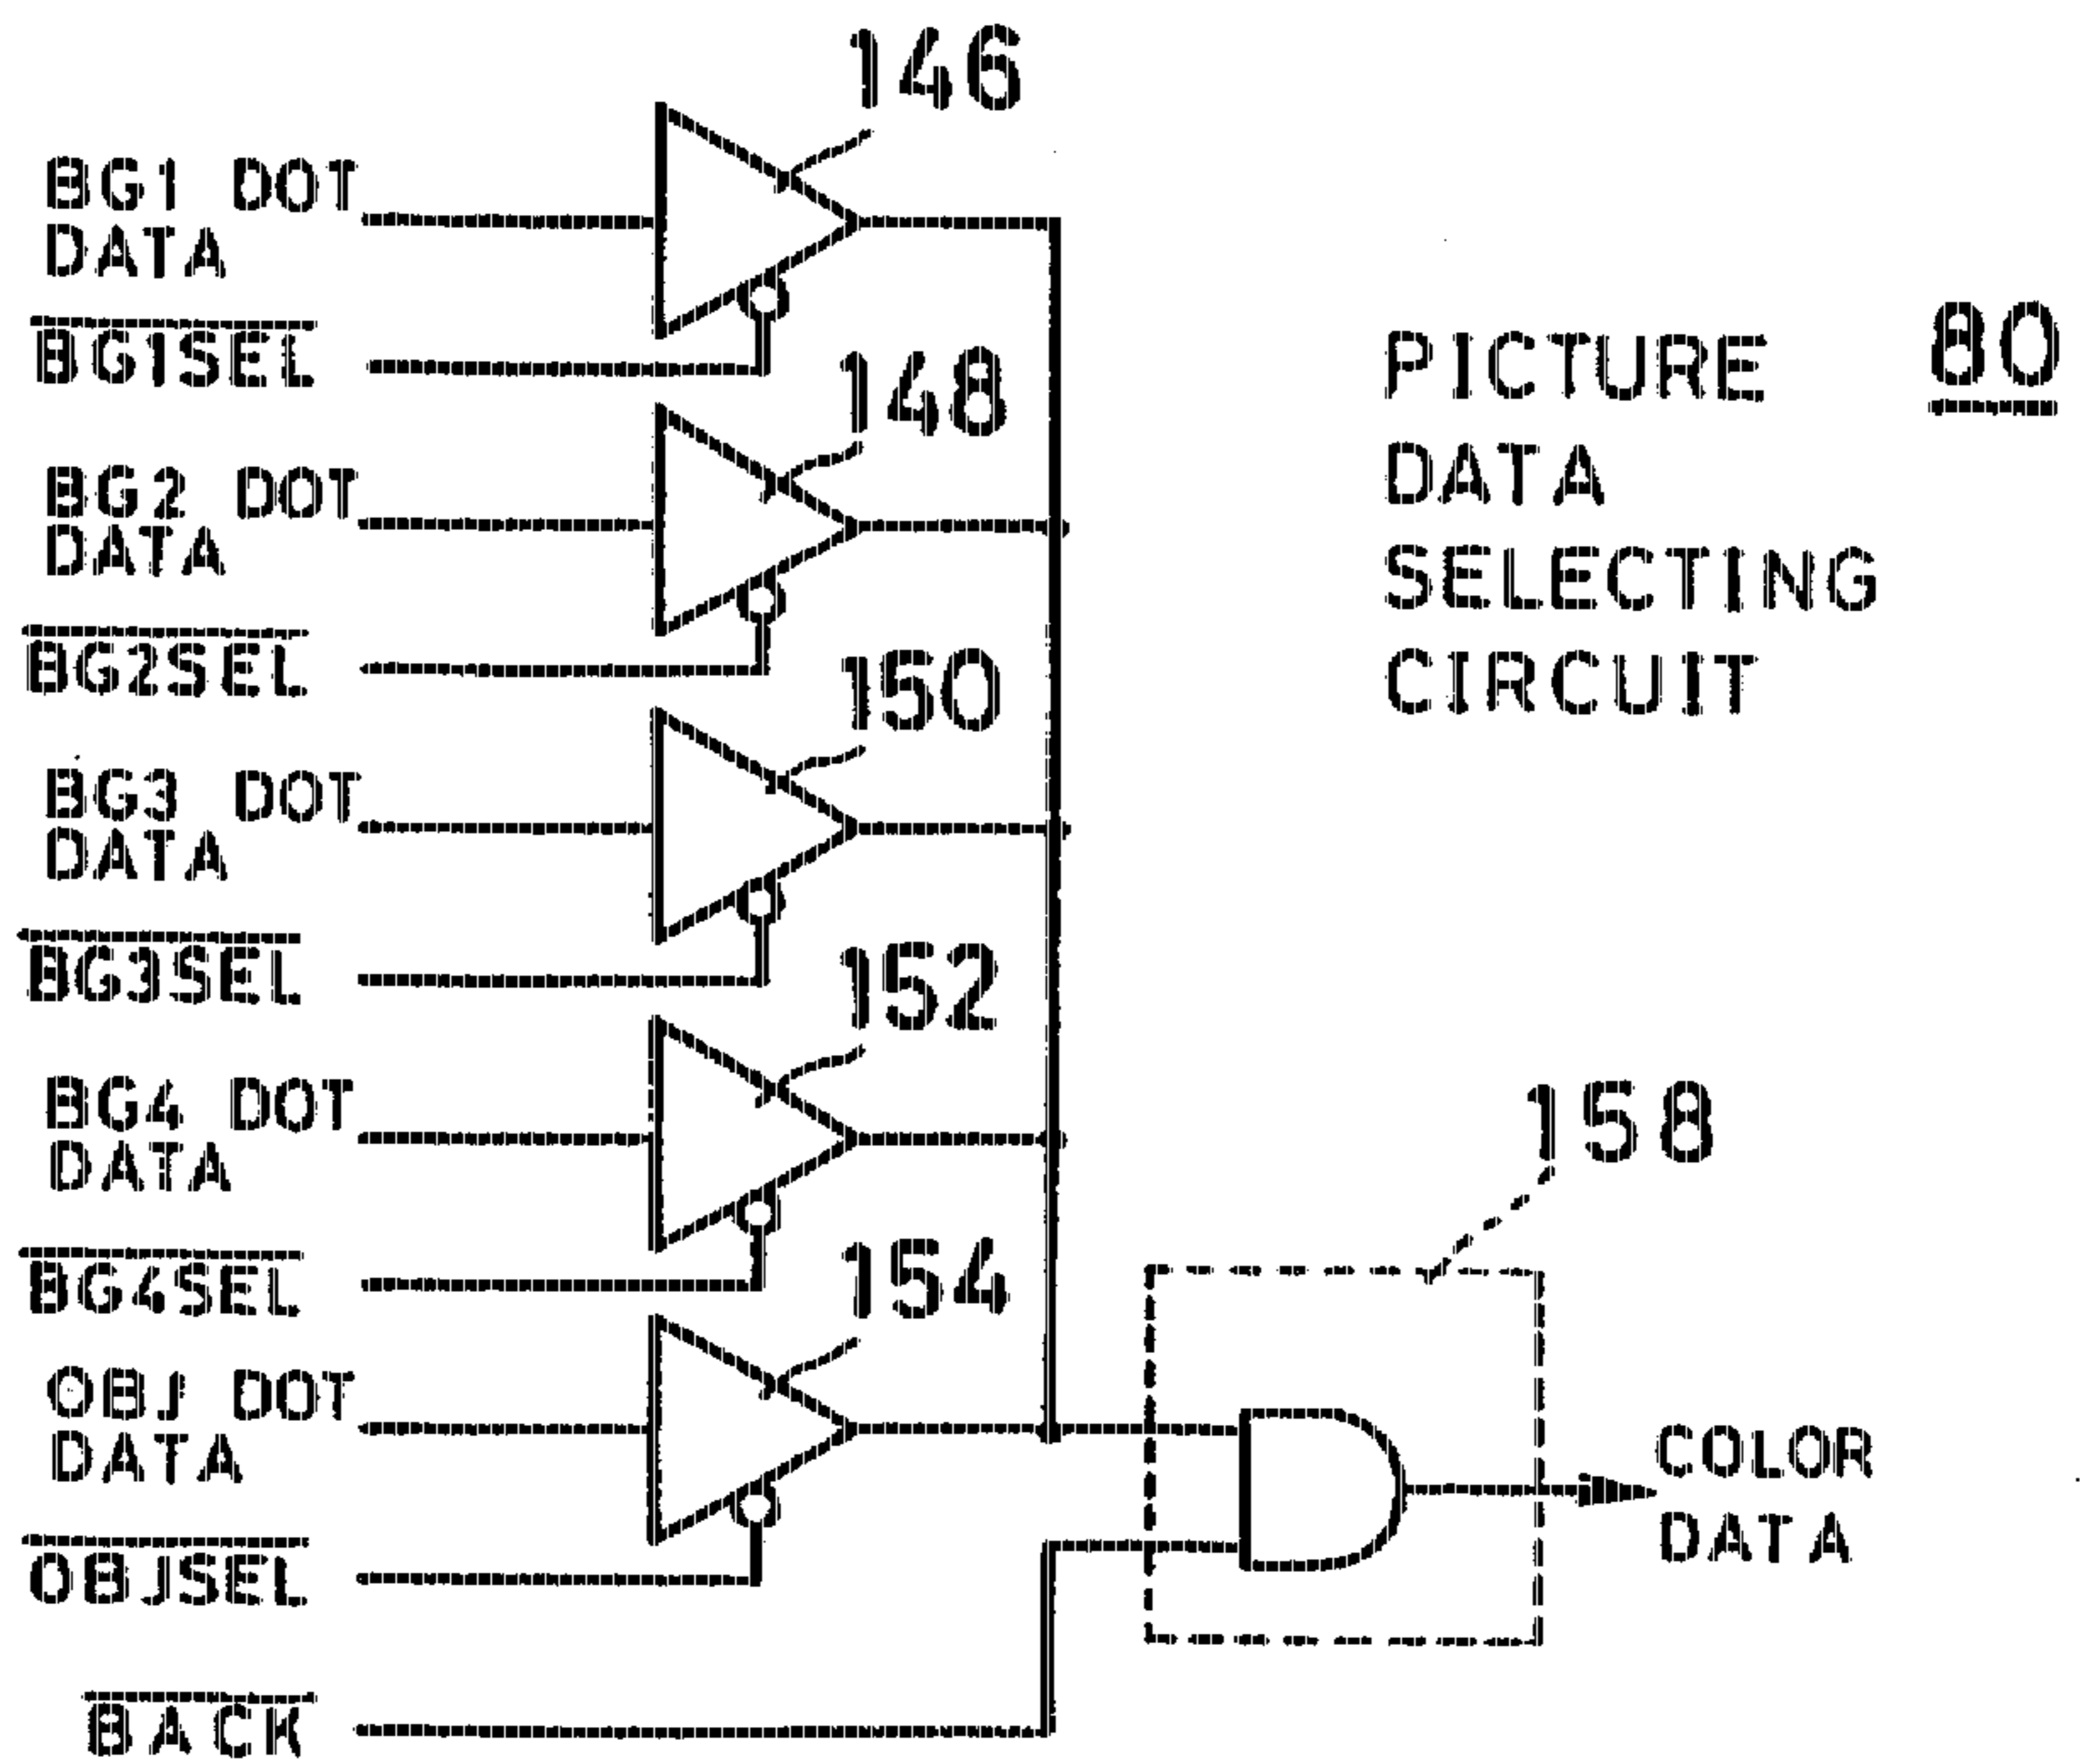 146
BG1 DOT
DATA
BG1SEL
148
BG2 DOT
DATA
BG2SEL
150
BG3 DOT
DATA
BG3SEL
152
BG4 DOT
DATA
BG4SEL
154
OBJ DOT
DATA
OBJSEL
BACK
PICTURE 80
DATA
SELECTING
CIRCUIT
158
COLOR
DATA